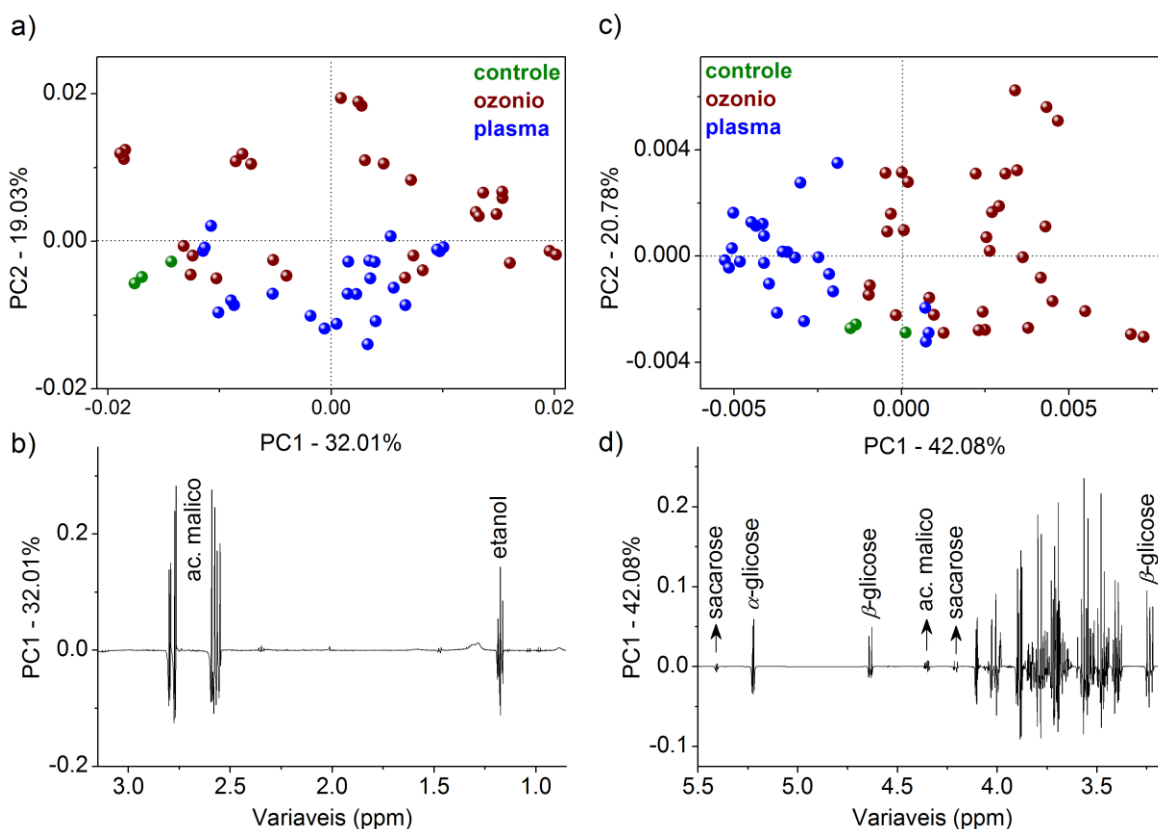 a)
controle
ozonio
plasma
0.02
0.00
-0.02
PC2 - 19.03%
-0.02
0.00
0.02
PC1 - 32.01%
c)
controle
ozonio
plasma
0.004
0.000
-0.004
PC2 - 20.78%
-0.005
0.000
0.005
PC1 - 42.08%
b)
0.2
0.0
-0.2
PC1 - 32.01%
ac. malico
etanol
3.0
2.5
2.0
1.5
1.0
Variaveis (ppm)
d)
0.2
0.1
0.0
-0.1
PC1 - 42.08%
sacarose
α-glicose
β-glicose
ac. malico
sacarose
β-glicose
5.5
5.0
4.5
4.0
3.5
Variaveis (ppm)